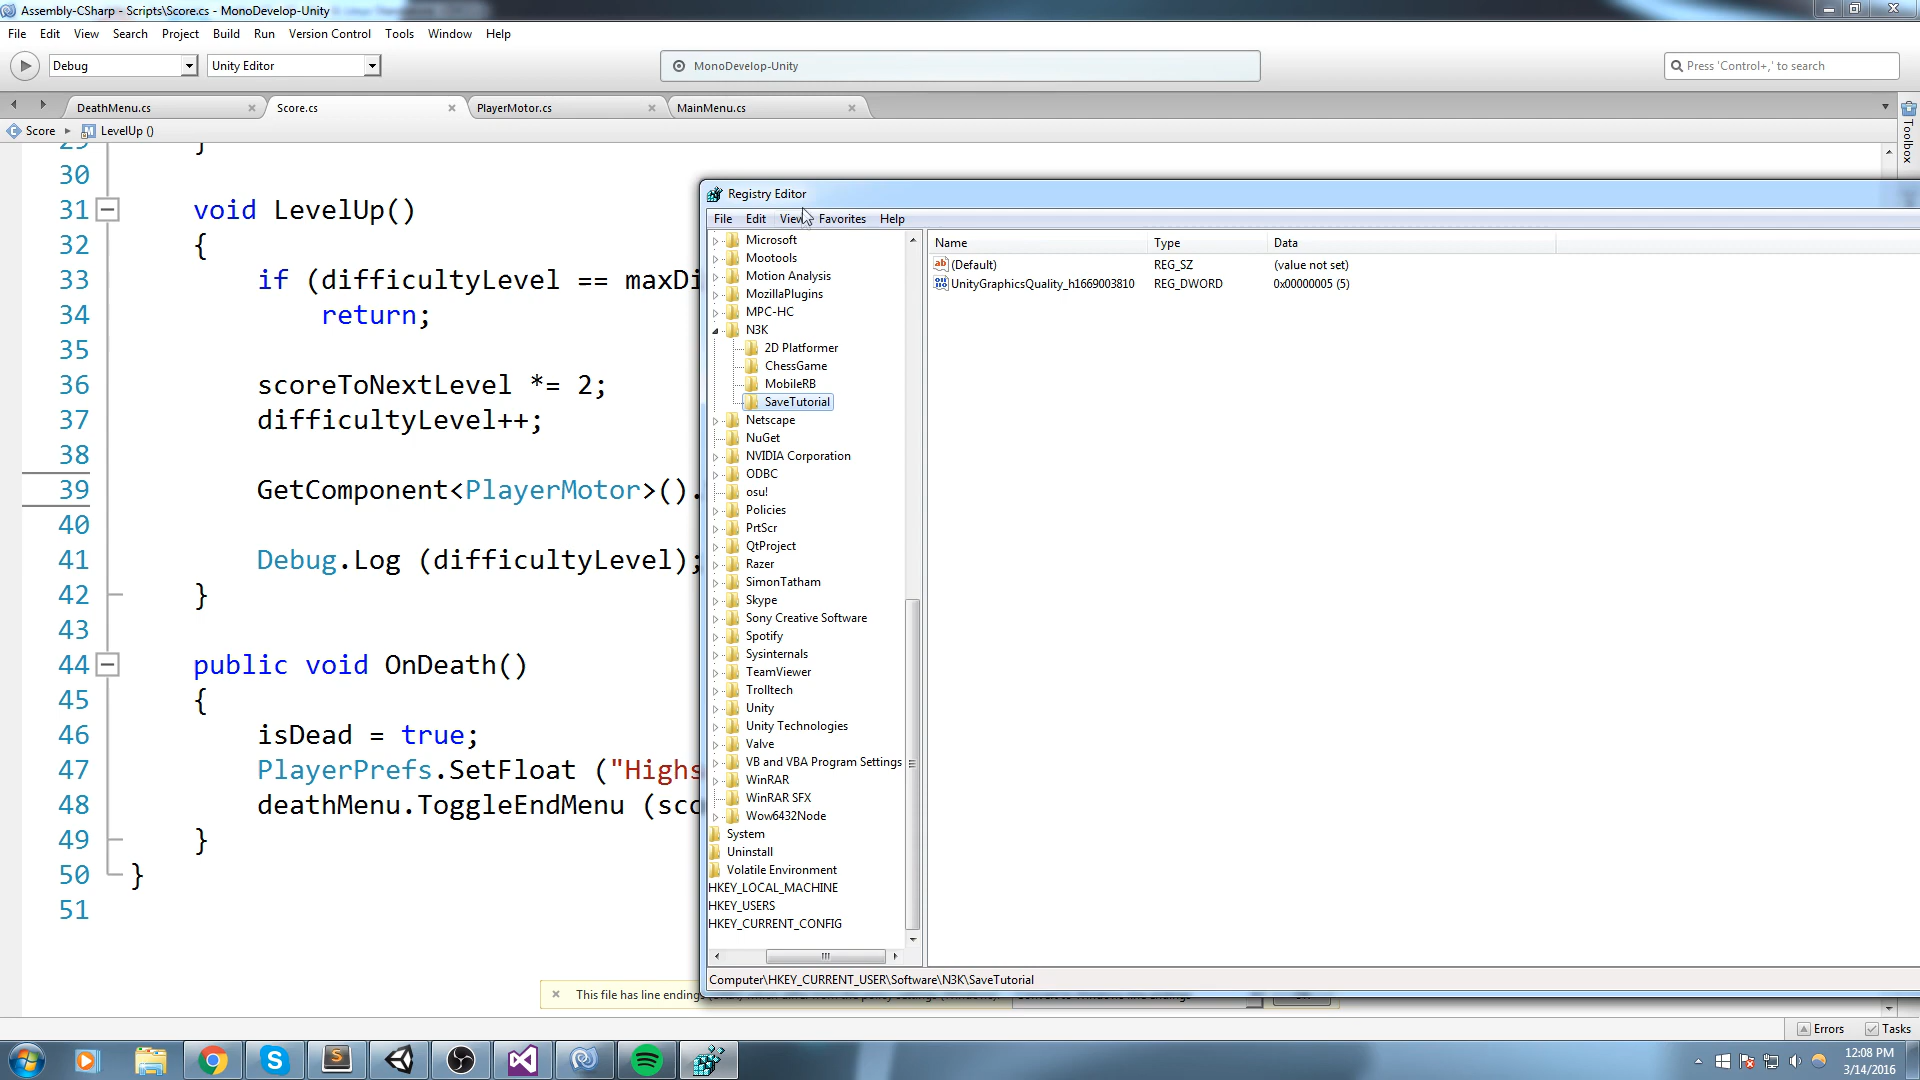 Assembly-CSharp - Scripts\Score.cs - MonoDevelop-Unity
File Edit View Search Project Build Run Version Control Tools Window Help
Debug Unity Editor MonoDevelop-Unity Press 'Control+,' to search
DeathMenu.cs Score.cs PlayerMotor.cs MainMenu.cs
Score LevelUp ()
Toolbox
29 }
30
31 void LevelUp()
32 {
33 if (difficultyLevel == maxDi
34 return;
35
36 scoreToNextLevel *= 2;
37 difficultyLevel++;
38
39 GetComponent<PlayerMotor>().
40
41 Debug.Log (difficultyLevel);
42 }
43
44 public void OnDeath()
45 {
46 isDead = true;
47 PlayerPrefs.SetFloat ("Highs
48 deathMenu.ToggleEndMenu (sco
49 }
50 }
51
Registry Editor
File Edit View Favorites Help
Microsoft
Mootools
Motion Analysis
MozillaPlugins
MPC-HC
N3K
2D Platformer
ChessGame
MobileRB
SaveTutorial
Netscape
NuGet
NVIDIA Corporation
ODBC
osu!
Policies
PrtScr
QtProject
Razer
SimonTatham
Skype
Sony Creative Software
Spotify
Sysinternals
TeamViewer
Trolltech
Unity
Unity Technologies
Valve
VB and VBA Program Settings
WinRAR
WinRAR SFX
Wow6432Node
System
Uninstall
Volatile Environment
HKEY_LOCAL_MACHINE
HKEY_USERS
HKEY_CURRENT_CONFIG
Name Type Data
(Default) REG_SZ (value not set)
UnityGraphicsQuality_h1669003810 REG_DWORD 0x00000005 (5)
Computer\HKEY_CURRENT_USER\Software\N3K\SaveTutorial
This file has line endings
Errors Tasks
12:08 PM
3/14/2016